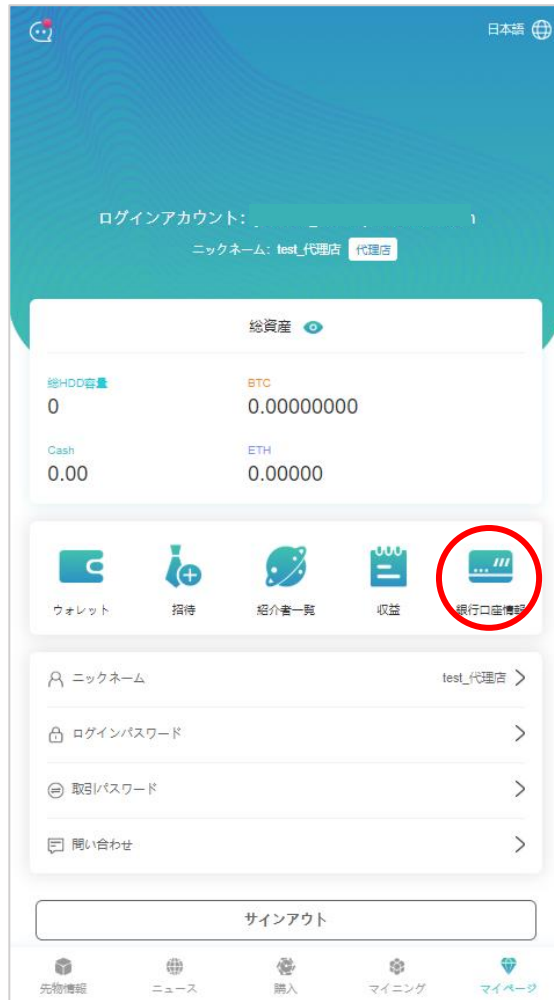 日本語
ログインアカウント:
ニックネーム: test_代理店 代理店
総資産
総HDD容量 BTC
0 0.00000000
Cash ETH
0.00 0.00000
ウォレット 招待 紹介者一覧 収益 銀行口座情報
ニックネーム test_代理店
ログインパスワード
取引パスワード
問い合わせ
サインアウト
先物情報 ニュース 購入 マイニング マイページ